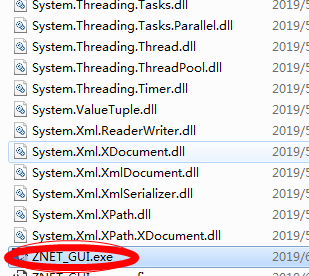 System.Threading.Tasks.dll 2019/5
System.Threading.Tasks.Parallel.dll 2019/5
System.Threading.Thread.dll 2019/5
System.Threading.ThreadPool.dll 2019/5
System.Threading.Timer.dll 2019/5
System.ValueTuple.dll 2019/5
System.Xml.ReaderWriter.dll 2019/5
System.Xml.XDocument.dll 2019/5
System.Xml.XmlDocument.dll 2019/5
System.Xml.XmlSerializer.dll 2019/5
System.Xml.XPath.dll 2019/5
System.Xml.XPath.XDocument.dll 2019/5
ZNET_GUI.exe 2019/6